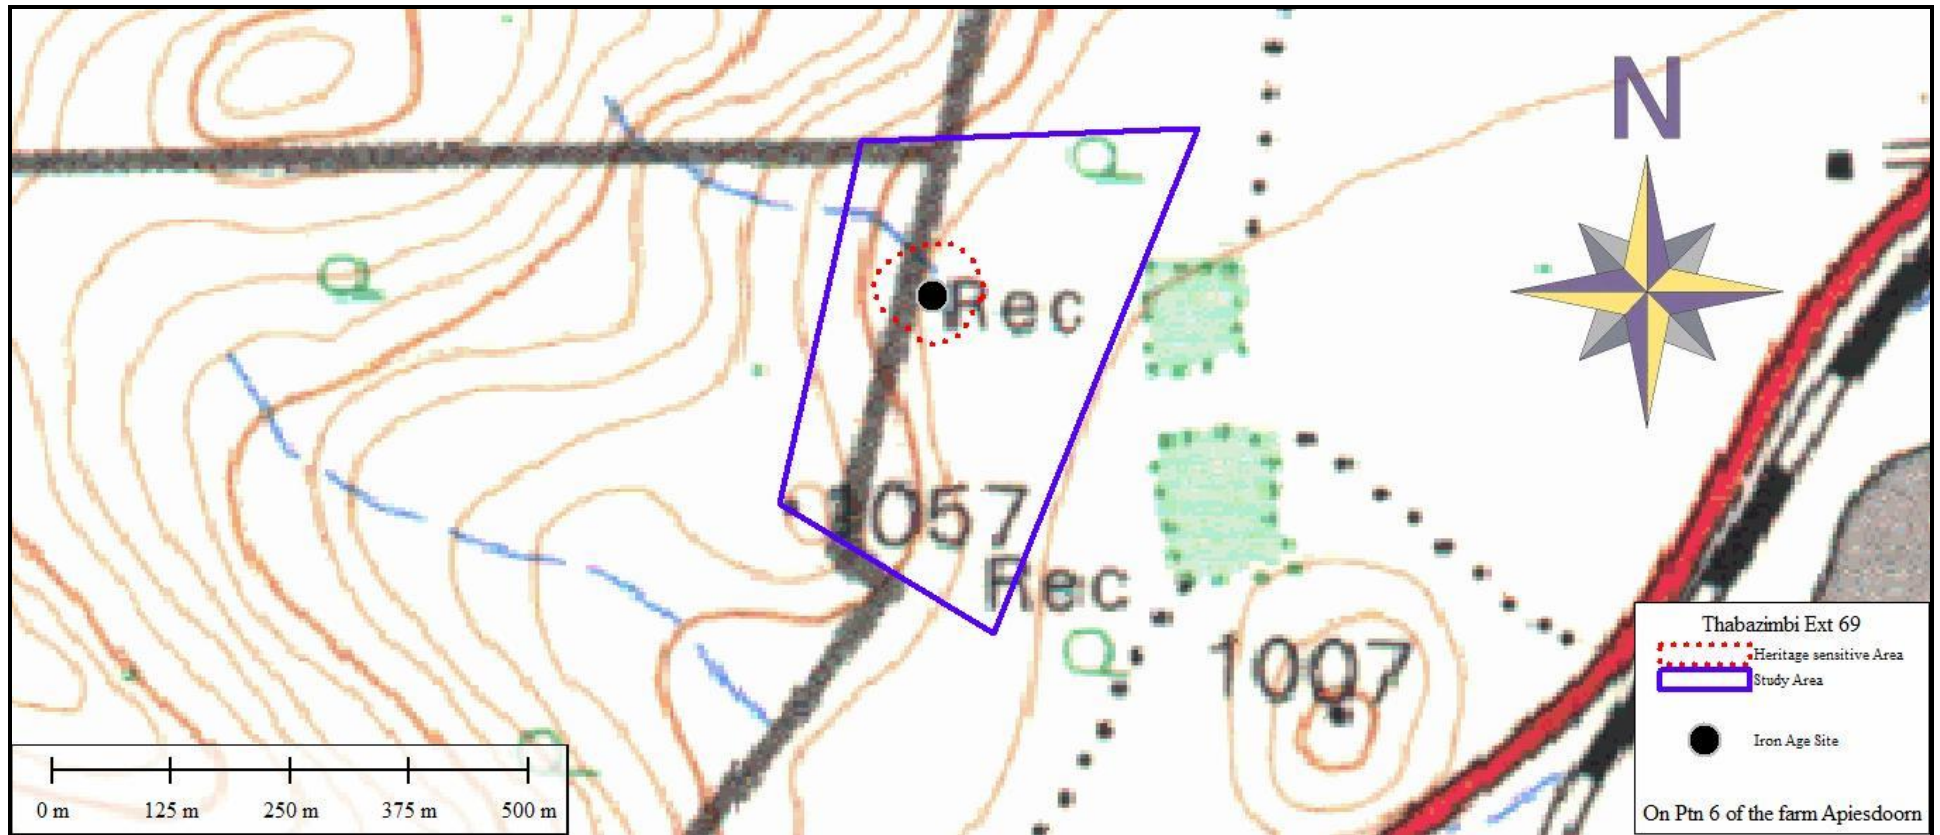 N
Rec
1057
Rec
1007
Thabazimbi Ext 69
Heritage sensitive Area
Study Area
Iron Age Site
On Ptn 6 of the farm Apiesdoorn
0 m 125 m 250 m 375 m 500 m